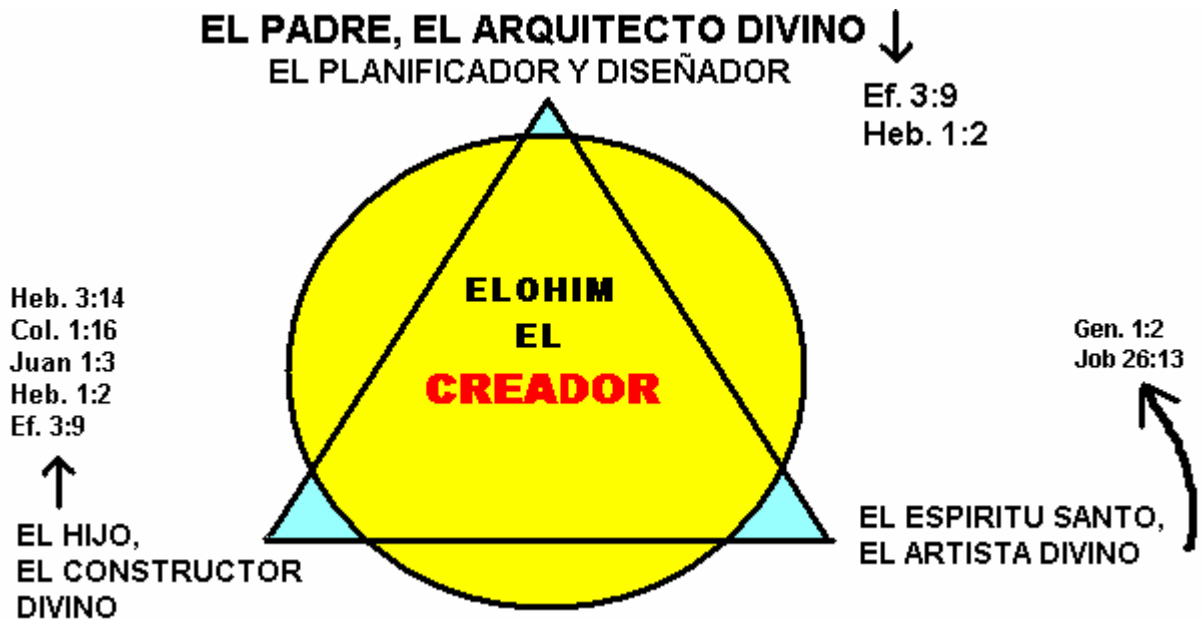 EL PADRE, EL ARQUITECTO DIVINO
EL PLANIFICADOR Y DISEÑADOR
Ef. 3:9
Heb. 1:2
ELOHIM
EL
CREADOR
Heb. 3:14
Col. 1:16
Juan 1:3
Heb. 1:2
Ef. 3:9
EL HIJO,
EL CONSTRUCTOR
DIVINO
Gen. 1:2
Job 26:13
EL ESPIRITU SANTO,
EL ARTISTA DIVINO